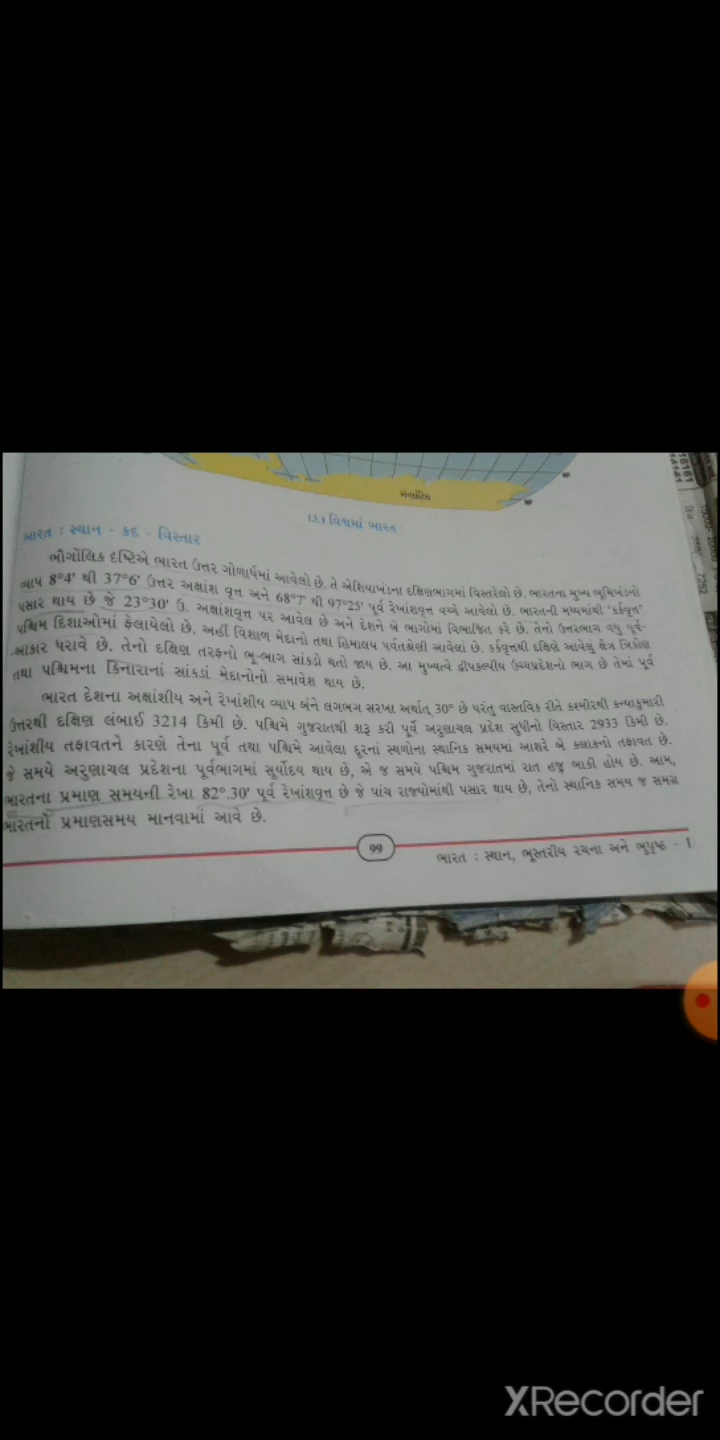 એન્ટાર્કટિકા
13.1 વિશ્વમાં ભારત
ભારત : સ્થાન - કદ - વિસ્તાર
ભૌગોલિક દૃષ્ટિએ ભારત ઉત્તર ગોળાર્ધમાં આવેલો છે. તે એશિયાખંડના દક્ષિણભાગમાં વિસ્તરેલો છે. ભારતના મુખ્ય ભૂમિખંડનો
વ્યાપ 8°4' થી 37°6' ઉત્તર અક્ષાંશ વૃત્ત અને 68°7' થી 97°25' પૂર્વ રેખાંશવૃત્ત વચ્ચે આવેલો છે. ભારતની મધ્યમાંથી ‘કર્કવૃત્ત’
પસાર થાય છે જે 23°30' ઉ. અક્ષાંશવૃત્ત પર આવેલ છે અને દેશને બે ભાગોમાં વિભાજિત કરે છે. તેનો ઉત્તરભાગ વધુ પૂર્વ-
પશ્ચિમ દિશાઓમાં ફેલાયેલો છે. અહીં વિશાળ મેદાનો તથા હિમાલય પર્વતશ્રેણી આવેલાં છે. કર્કવૃત્તથી દક્ષિણે આવેલું ક્ષેત્ર ત્રિકોણ
આકાર ધરાવે છે. તેનો દક્ષિણ તરફનો ભૂ-ભાગ સાંકડો થતો જાય છે. આ મુખ્યત્વે દ્વીપકલ્પીય ઉચ્ચપ્રદેશનો ભાગ છે તેમાં પૂર્વ
તથા પશ્ચિમના કિનારાનાં સાંકડાં મેદાનોનો સમાવેશ થાય છે.
ભારત દેશના અક્ષાંશીય અને રેખાંશીય વ્યાપ બંને લગભગ સરખા અર્થાત્ 30° છે પરંતુ વાસ્તવિક રીતે કશ્મીરથી કન્યાકુમારી
ઉત્તરથી દક્ષિણ લંબાઈ 3214 કિમી છે. પશ્ચિમે ગુજરાતથી શરૂ કરી પૂર્વે અરુણાચલ પ્રદેશ સુધીનો વિસ્તાર 2933 કિમી છે.
રેખાંશીય તફાવતને કારણે તેના પૂર્વ તથા પશ્ચિમે આવેલા દૂરનાં સ્થળોના સ્થાનિક સમયમાં આશરે બે કલાકનો તફાવત છે.
જે સમયે અરુણાચલ પ્રદેશના પૂર્વભાગમાં સૂર્યોદય થાય છે, એ જ સમયે પશ્ચિમ ગુજરાતમાં રાત હજુ બાકી હોય છે. આમ,
ભારતના પ્રમાણ સમયની રેખા 82°.30' પૂર્વ રેખાંશવૃત્ત છે જે પાંચ રાજ્યોમાંથી પસાર થાય છે, તેનો સ્થાનિક સમય જ સમગ્ર
ભારતનો પ્રમાણસમય માનવામાં આવે છે.
99
ભારત : સ્થાન, ભૂસ્તરીય રચના અને ભૂપૃષ્ઠ - 1
XRecorder